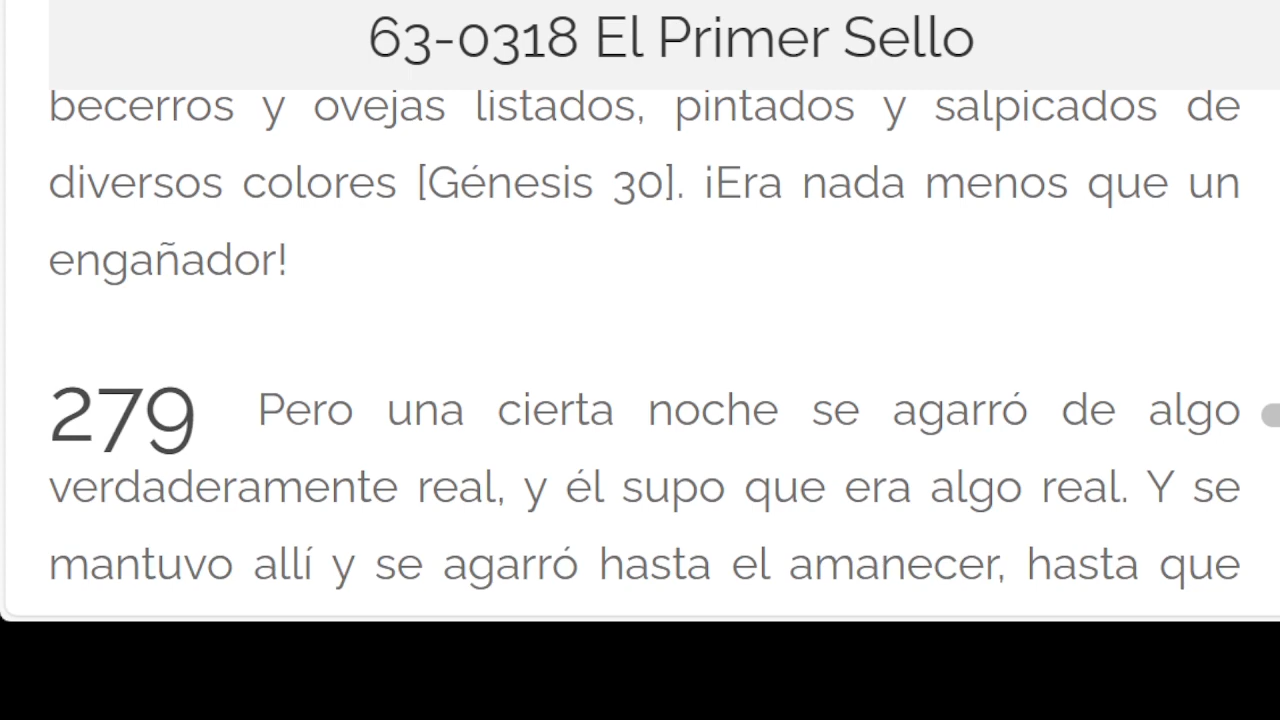 63-0318 El Primer Sello
becerros y ovejas listados, pintados y salpicados de
diversos colores [Génesis 30]. ¡Era nada menos que un
engañador!
279 Pero una cierta noche se agarró de algo
verdaderamente real, y él supo que era algo real. Y se
mantuvo allí y se agarró hasta el amanecer, hasta que